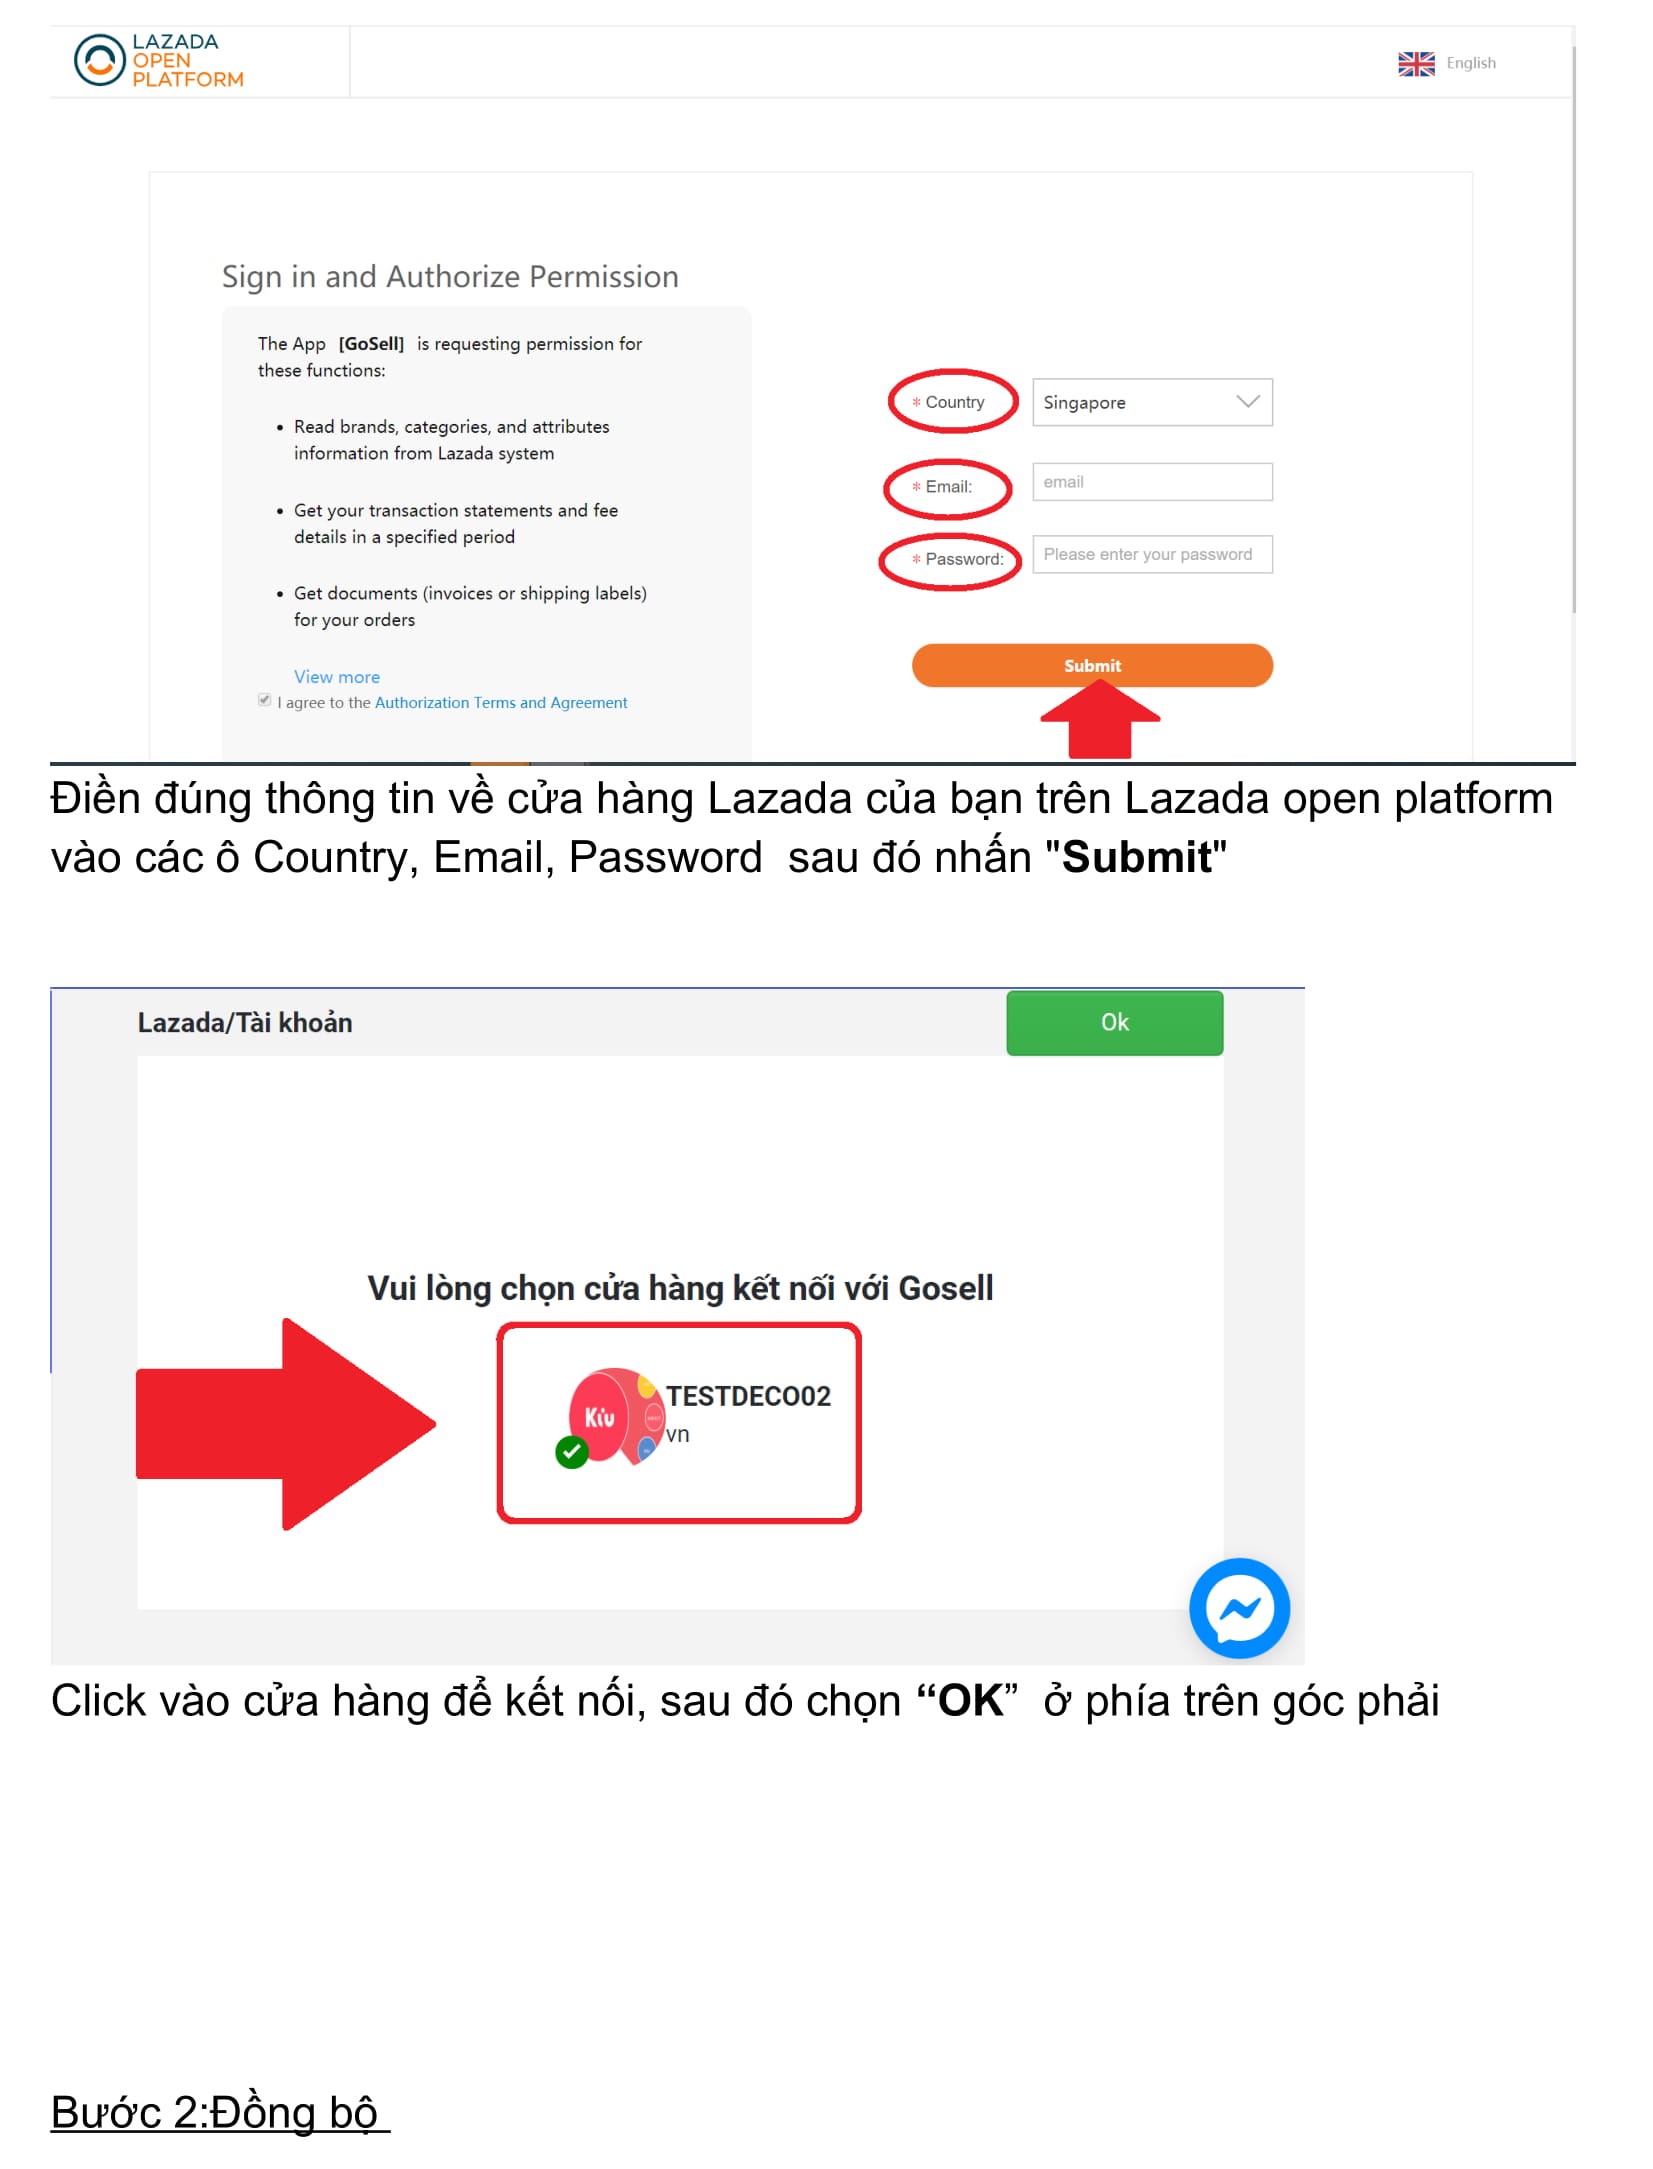 LAZADA
OPEN
PLATFORM
English
Sign in and Authorize Permission
The App [GoSell] is requesting permission for
these functions:
• Read brands, categories, and attributes
information from Lazada system
• Get your transaction statements and fee
details in a specified period
• Get documents (invoices or shipping labels)
for your orders
View more
I agree to the Authorization Terms and Agreement
* Country
Singapore
* Email:
email
* Password:
Please enter your password
Submit
Điền đúng thông tin về cửa hàng Lazada của bạn trên Lazada open platform
vào các ô Country, Email, Password sau đó nhấn "Submit"
Lazada/Tài khoản
Ok
Vui lòng chọn cửa hàng kết nối với Gosell
Kiu
TESTDECO02
vn
Click vào cửa hàng để kết nối, sau đó chọn “OK” ở phía trên góc phải
Bước 2:Đồng bộ